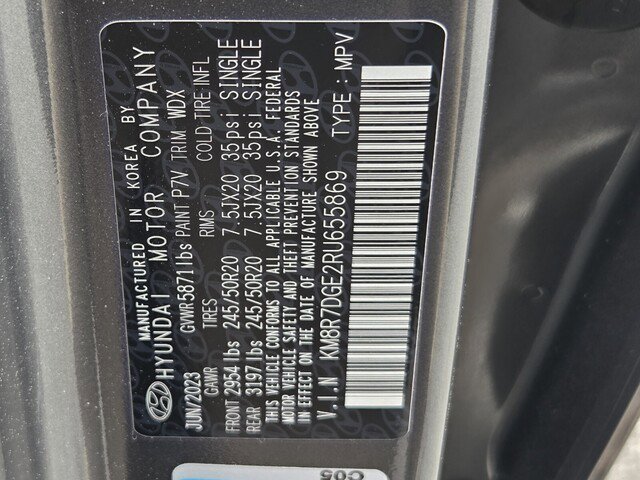 MANUFACTURED IN KOREA BY
HYUNDAI MOTOR COMPANY
JUN/2023 GVWR5871lbs PAINT P7V TRIM WDX
GAWR TIRES RIMS COLD TIRE INFL
FRONT 2954 lbs 245/50R20 7.5JX20 35psi SINGLE
REAR 3197 lbs 245/50R20 7.5JX20 35psi SINGLE
THIS VEHICLE CONFORMS TO ALL APPLICABLE U.S.A. FEDERAL
MOTOR VEHICLE SAFETY AND THEFT PREVENTION STANDARDS
IN EFFECT ON THE DATE OF MANUFACTURE SHOWN ABOVE
V.I.N KM8R7DGE2RU655869 TYPE : MPV
C05